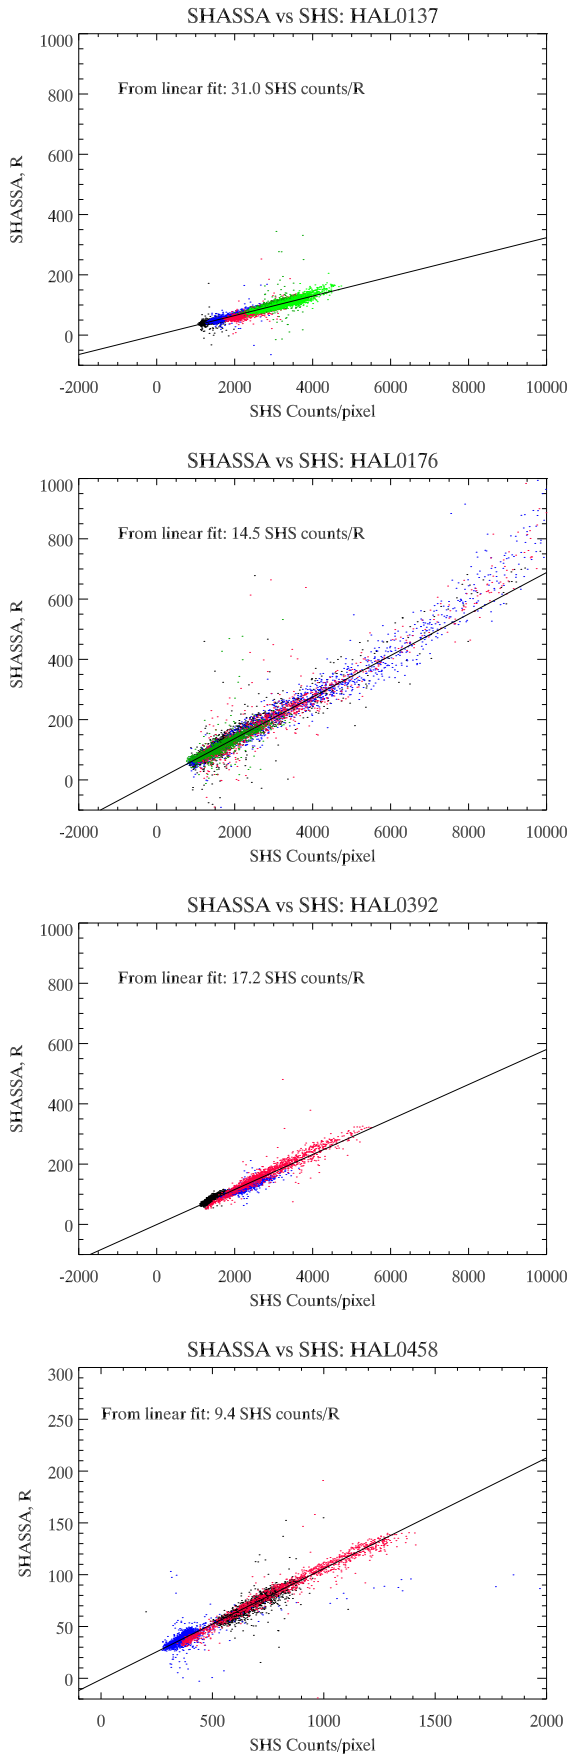 SHASSA vs SHS: HAL0137
1000
From linear fit: 31.0 SHS counts/R
800
600
SHASSA, R
400
200
0
-2000 0 2000 4000 6000 8000 10000
SHS Counts/pixel
SHASSA vs SHS: HAL0176
1000
From linear fit: 14.5 SHS counts/R
800
600
SHASSA, R
400
200
0
-2000 0 2000 4000 6000 8000 10000
SHS Counts/pixel
SHASSA vs SHS: HAL0392
1000
From linear fit: 17.2 SHS counts/R
800
600
SHASSA, R
400
200
0
-2000 0 2000 4000 6000 8000 10000
SHS Counts/pixel
SHASSA vs SHS: HAL0458
300
From linear fit: 9.4 SHS counts/R
250
200
SHASSA, R
150
100
50
0
0 500 1000 1500 2000
SHS Counts/pixel